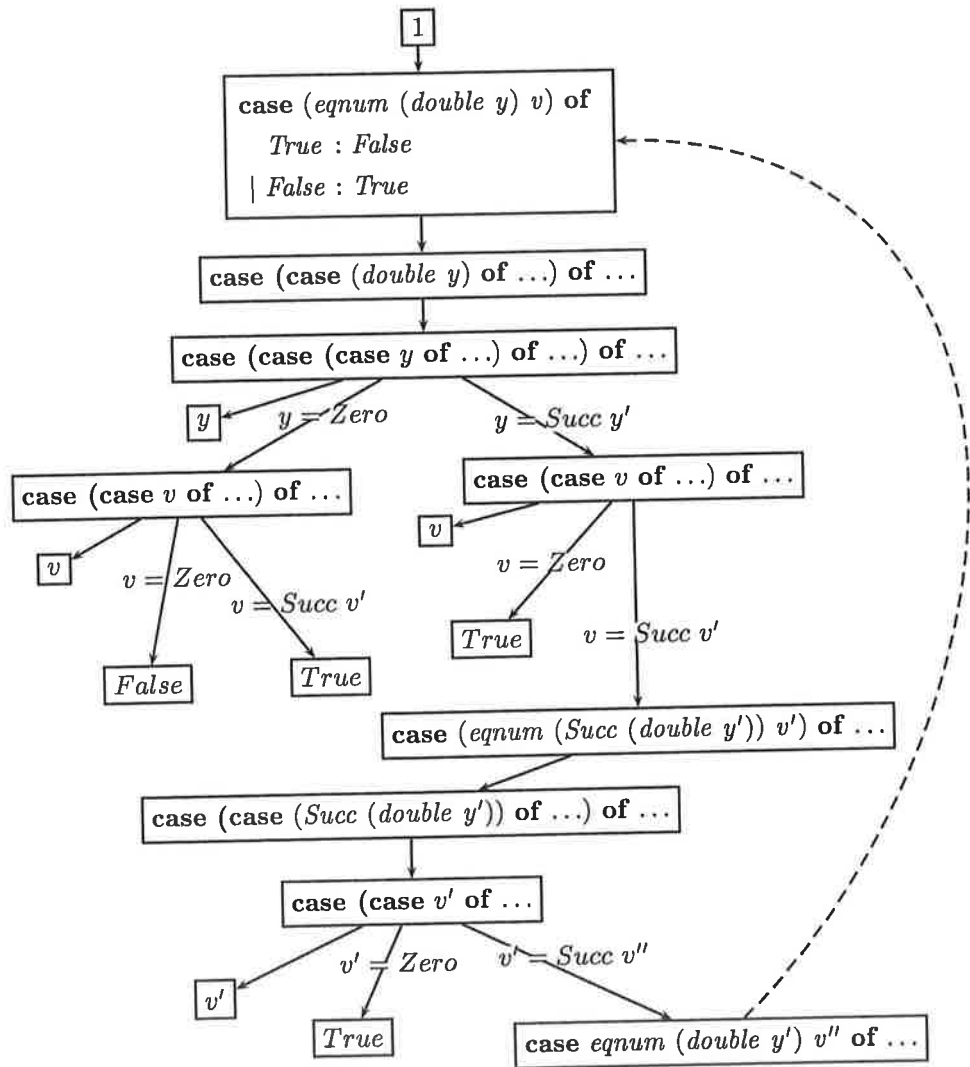 1
case (eqnum (double y) v) of
True : False
| False : True
case (case (double y) of ...) of ...
case (case (case y of ...) of ...) of ...
y
y = Zero
y = Succ y′
case (case v of ...) of ...
case (case v of ...) of ...
v
v
v = Zero
v = Succ v′
v = Zero
False
True
True
v = Succ v′
case (eqnum (Succ (double y′)) v′) of ...
case (case (Succ (double y′)) of ...) of ...
case (case v′ of ...
v′
v′ = Zero
v′ = Succ v″
True
case eqnum (double y′) v″ of ...